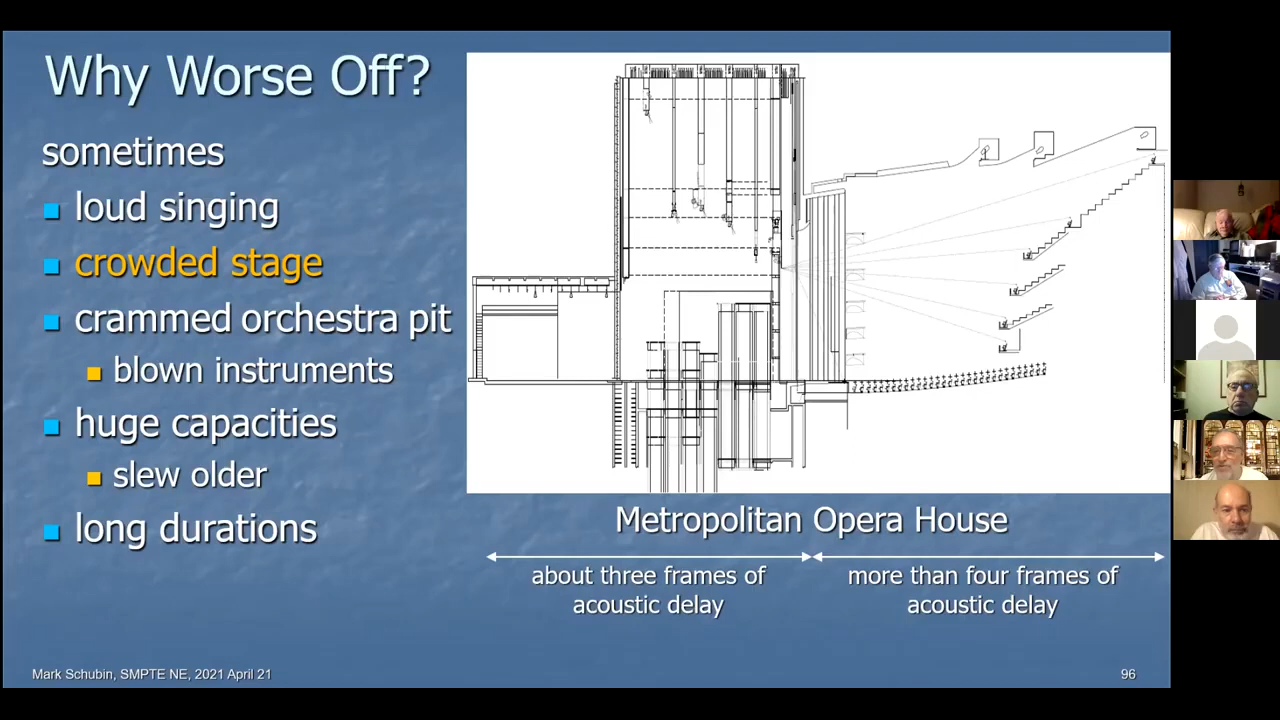 Why Worse Off?
sometimes
loud singing
crowded stage
crammed orchestra pit
blown instruments
huge capacities
slew older
long durations
Metropolitan Opera House
about three frames of
acoustic delay
more than four frames of
acoustic delay
Mark Schubin, SMPTE NE, 2021 April 21
96